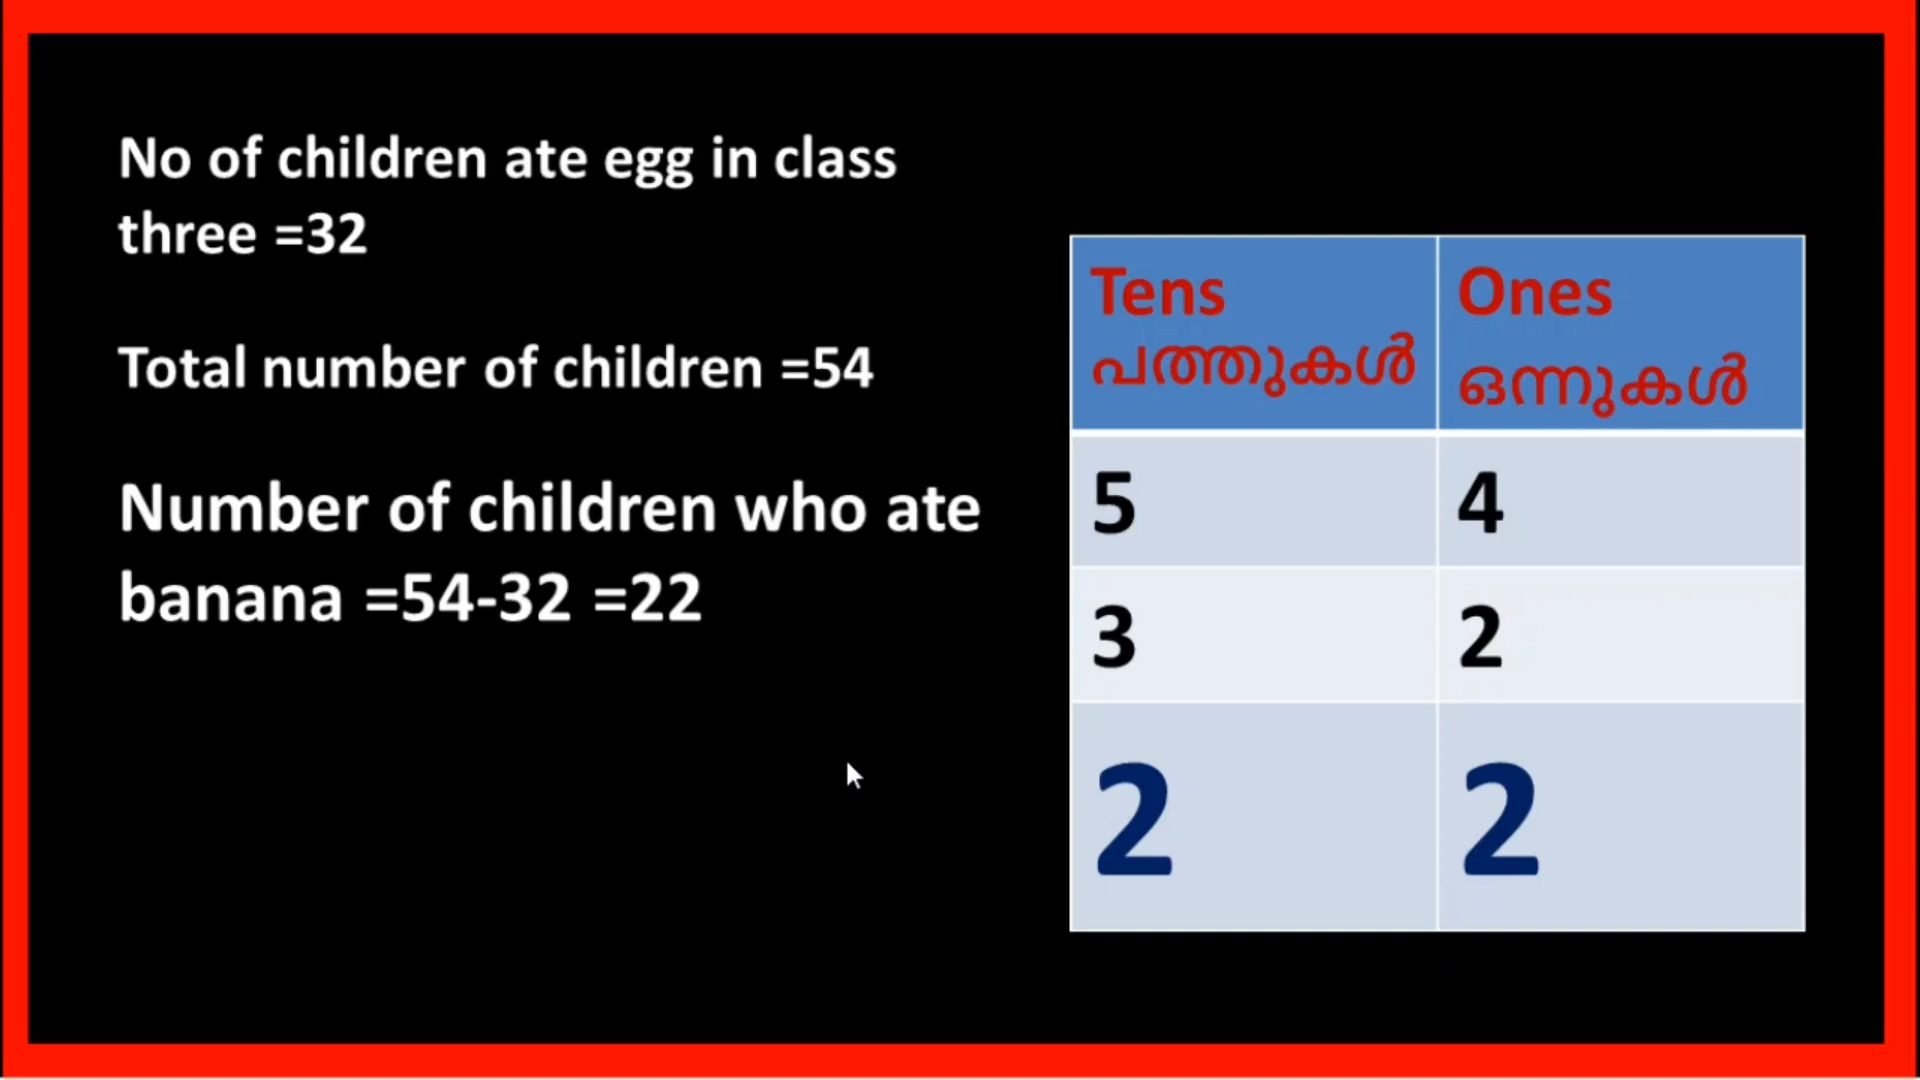 No of children ate egg in class
three =32
Total number of children =54
Number of children who ate
banana =54-32 =22
Tens Ones
പത്തുകൾ ഒന്നുകൾ
5 4
3 2
2 2